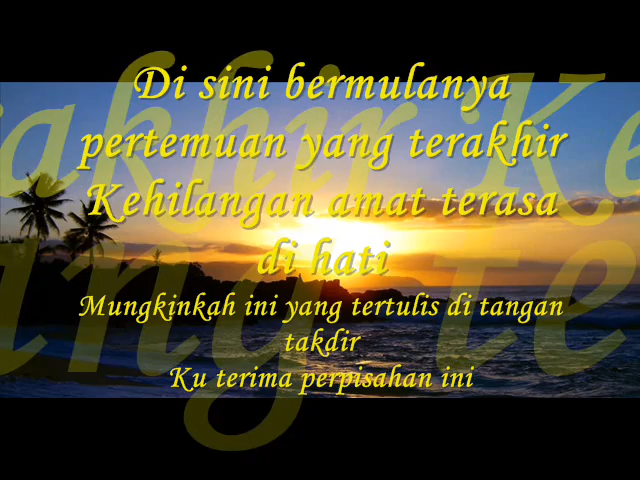 Di sini bermulanya
pertemuan yang terakhir
Kehilangan amat terasa
di hati
Mungkinkah ini yang tertulis di tangan
takdir
Ku terima perpisahan ini